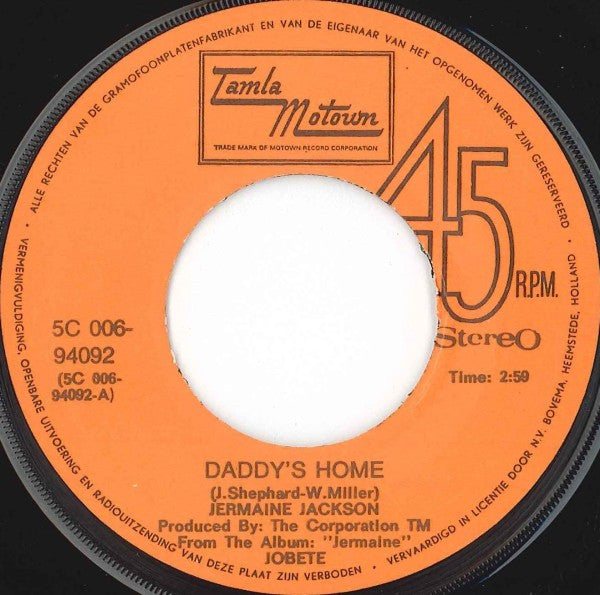 ALLE RECHTEN VAN DE GRAMOFOONPLATENFABRIKANT EN VAN DE EIGENAAR VAN HET OPGENOMEN WERK ZIJN GERESERVEERD
VERMENIGVULDIGING, OPENBARE UITVOERING EN RADIOUITZENDING VAN DEZE PLAAT ZIJN VERBODEN • VERVAARDIGD IN LICENTIE DOOR N.V. BOVEMA, HEEMSTEDE, HOLLAND •
Tamla
Motown
TRADE MARK OF MOTOWN RECORD CORPORATION
45
R.P.M.
Stereo
5C 006-
94092
(5C 006-
94092-A)
Time: 2:59
DADDY'S HOME
(J.Shephard-W.Miller)
JERMAINE JACKSON
Produced By: The Corporation TM
From The Album: "Jermaine"
JOBETE